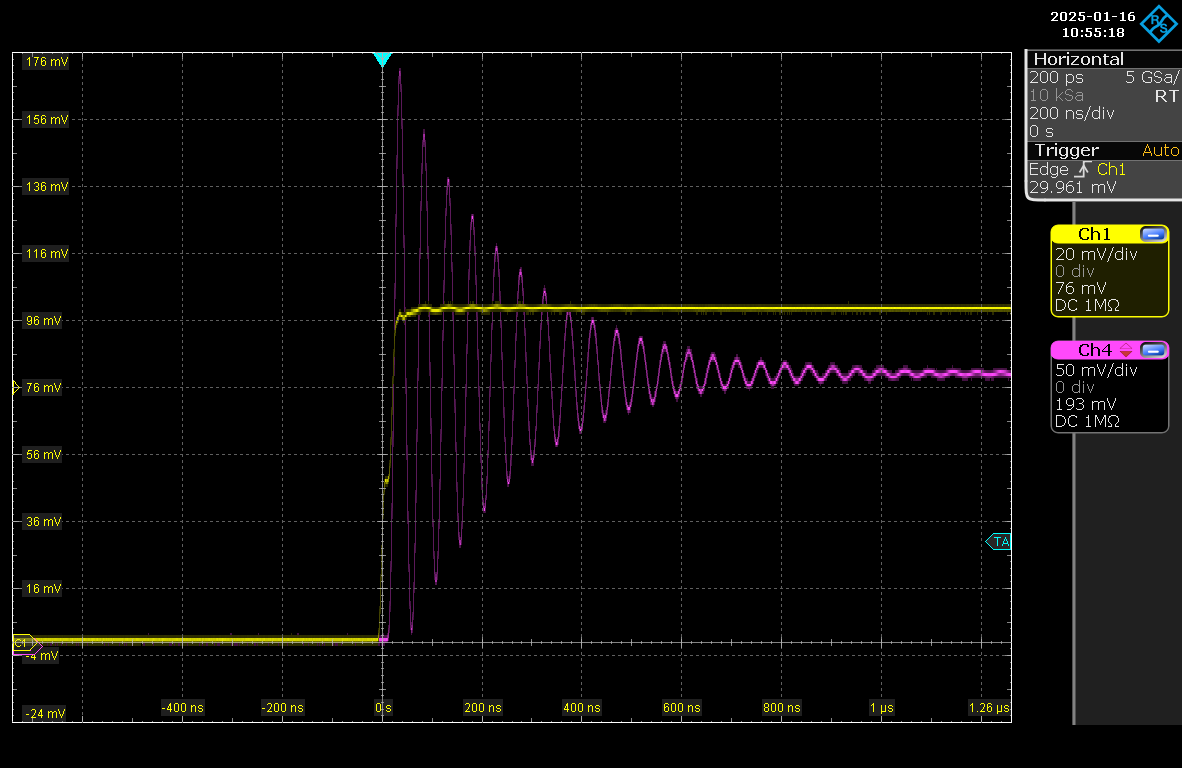 2025-01-16
10:55:18
R S
Horizontal
200 ps 5 GSa/
10 kSa RT
200 ns/div
0 s
Trigger Auto
Edge Ch1
29.961 mV
Ch1
20 mV/div
0 div
76 mV
DC 1MΩ
Ch4
50 mV/div
0 div
193 mV
DC 1MΩ
176 mV
156 mV
136 mV
116 mV
96 mV
76 mV
56 mV
36 mV
TA
16 mV
C1
-4 mV
-24 mV
-400 ns -200 ns 0 s 200 ns 400 ns 600 ns 800 ns 1 µs 1.26 µs